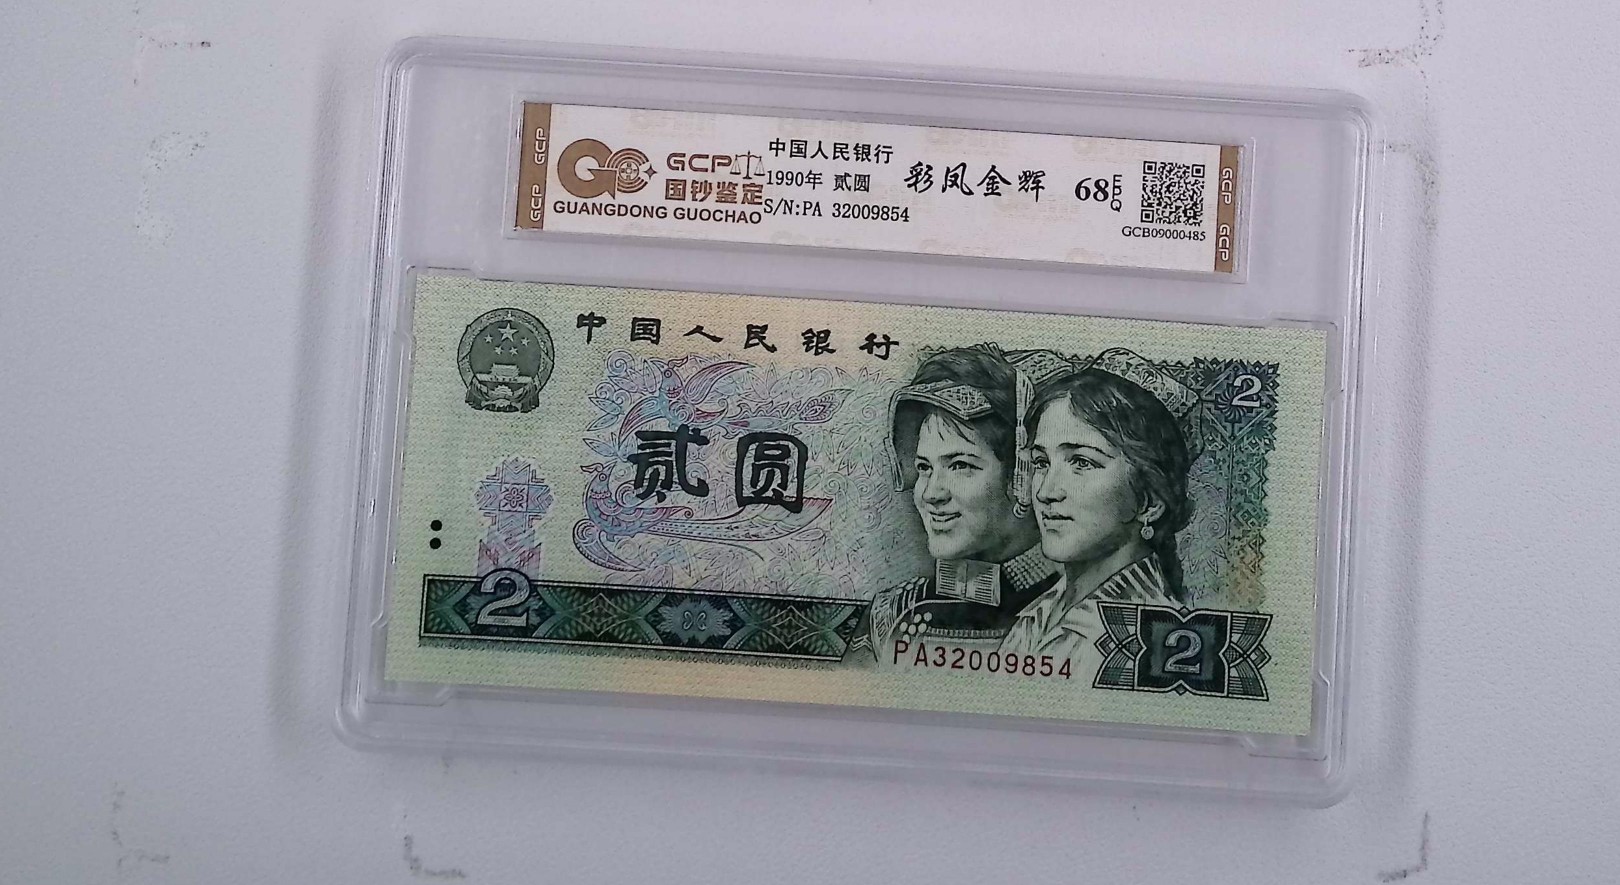 GCP
GCP
GCP
国钞鉴定
GUANGDONG GUOCHAO
中国人民银行
1990年 贰圆
S/N:PA 32009854
彩凤金辉
68 EPQ
GCB09000485
GCP
GCP
中国人民银行
2
贰圆
2
PA32009854
2